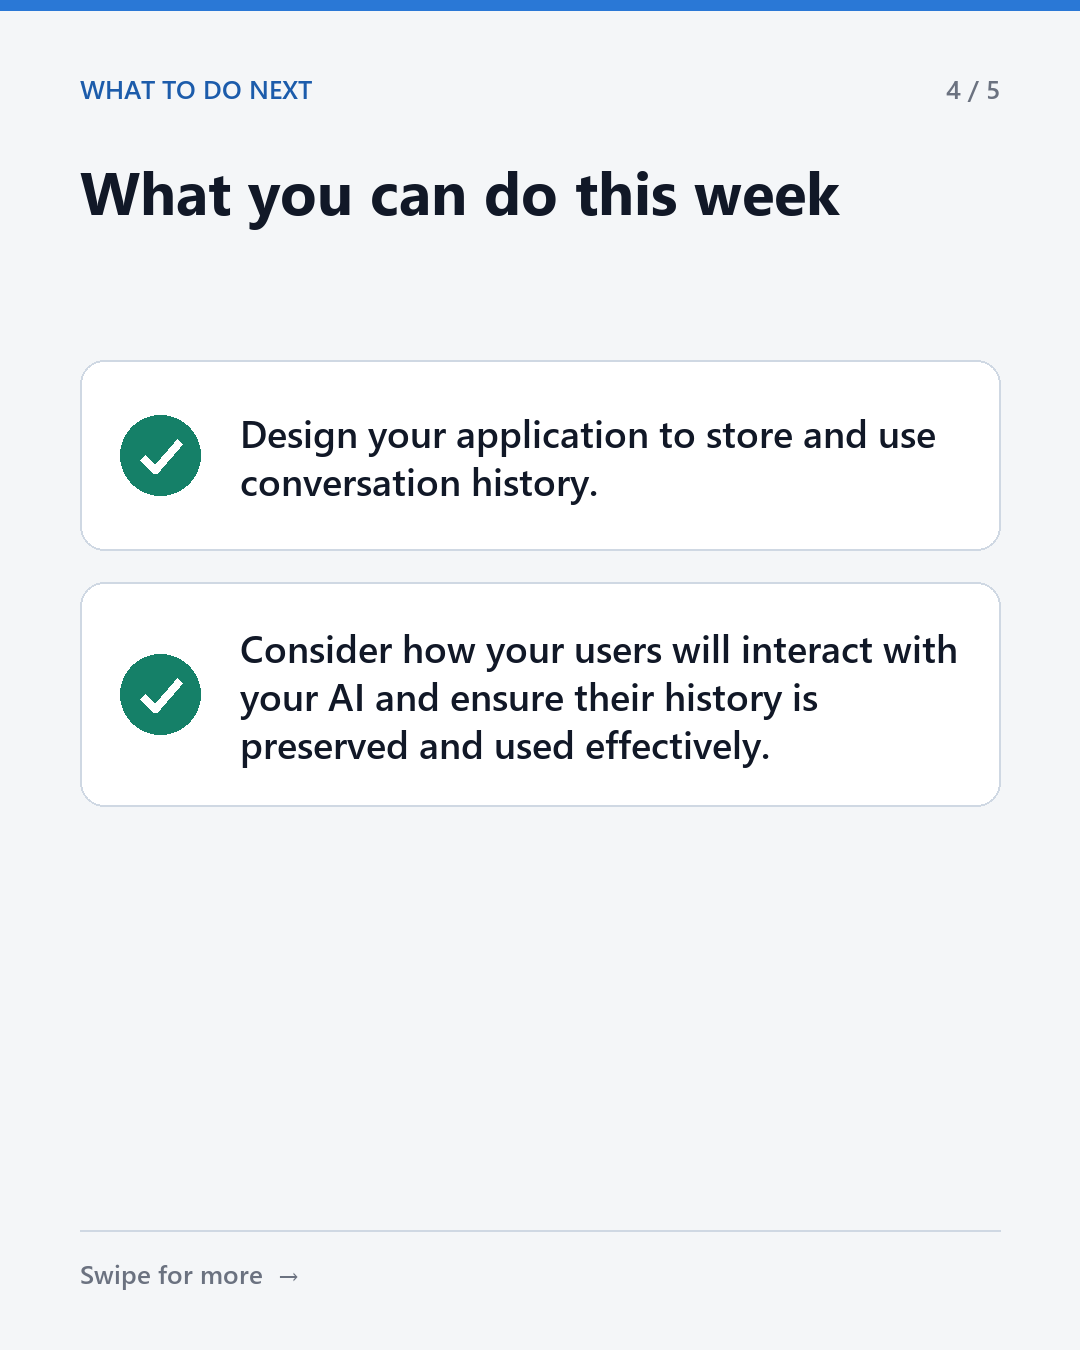 WHAT TO DO NEXT
4 / 5
What you can do this week
Design your application to store and use
conversation history.
Consider how your users will interact with
your AI and ensure their history is
preserved and used effectively.
Swipe for more →